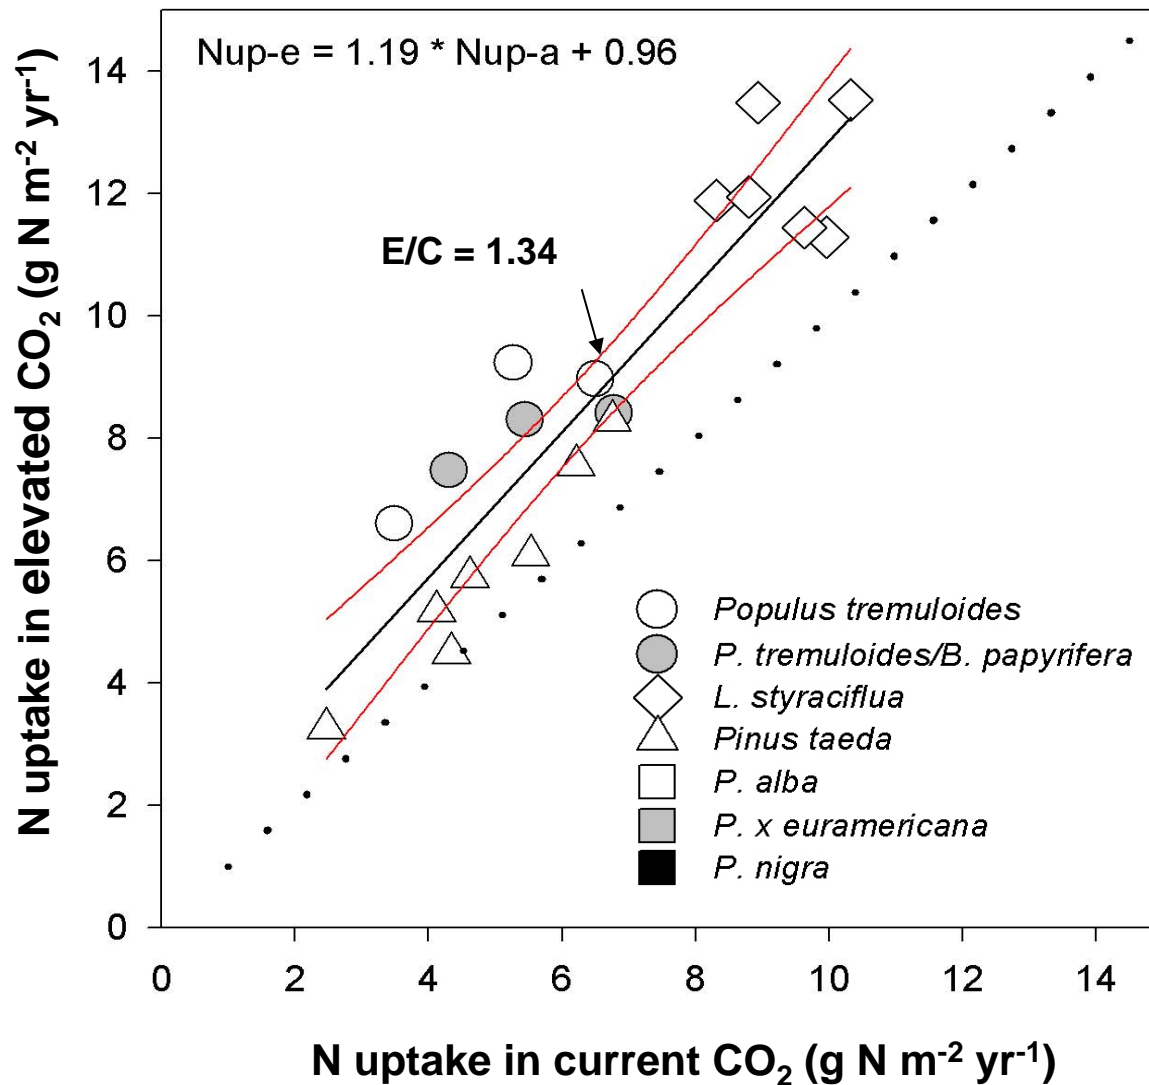 Nup-e = 1.19 * Nup-a + 0.96
E/C = 1.34
N uptake in elevated CO₂ (g N m⁻² yr⁻¹)
14
12
10
8
6
4
2
0
Populus tremuloides
P. tremuloides/B. papyrifera
L. styraciflua
Pinus taeda
P. alba
P. x euramericana
P. nigra
0 2 4 6 8 10 12 14
N uptake in current CO₂ (g N m⁻² yr⁻¹)